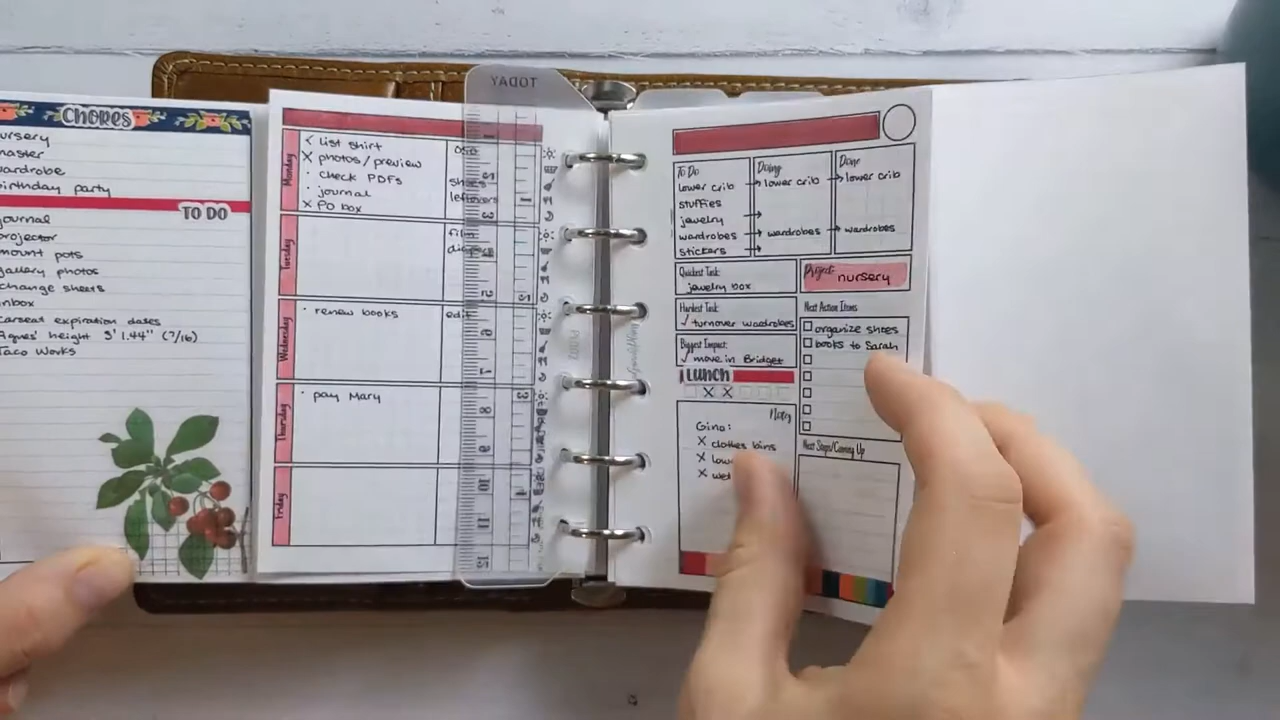 CHORES
birthday party
TO DO
journal
projector
mount pots
gallery photos
change sheets
inbox
carseat expiration dates
height 3' 1.44" (7/16)
Taco Works
TODAY
Monday
list shirt
X photos/preview
· check PDFs
· journal
X PO box
leftovers
Tuesday
Wednesday
· renew books
edit
Thursday
· pay Mary
Friday
To Do
lower crib
stuffies
jewelry
wardrobes
stickers
Doing
lower crib
wardrobes
Done
lower crib
wardrobes
Quickest Task:
jewelry box
Project:
nursery
Hardest Task:
✓ turnover wardrobes
Biggest Impact:
✓ move in Bridget
LUNCH
X X
Notes
Gino:
X clothes bins
X
X
Next Action Items
organize shoes
books to Sarah
Next Steps/Coming Up